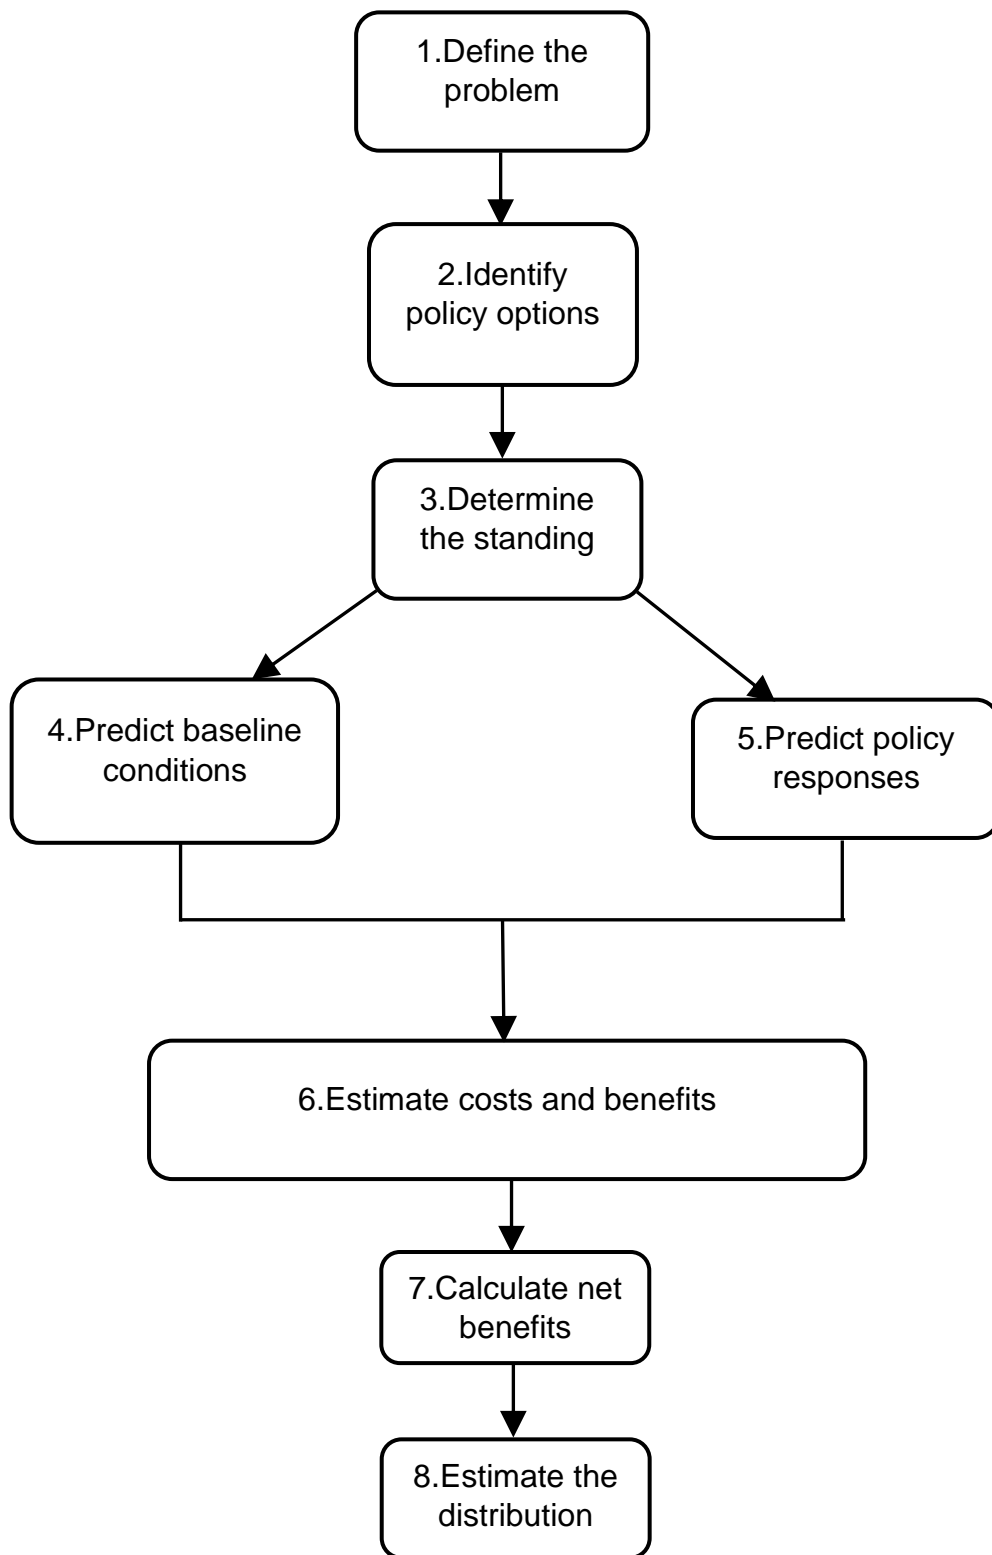 1.Define the
problem
2.Identify
policy options
3.Determine
the standing
4.Predict baseline
conditions
5.Predict policy
responses
6.Estimate costs and benefits
7.Calculate net
benefits
8.Estimate the
distribution